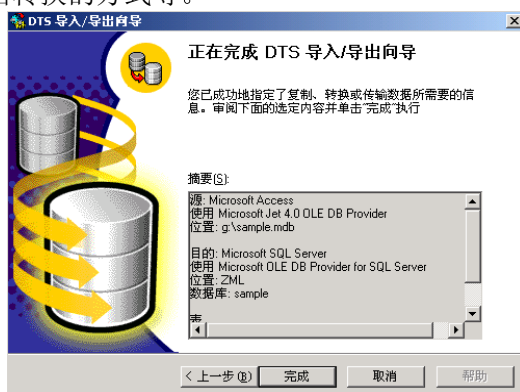 DTS 导入/导出向导
正在完成 DTS 导入/导出向导
您已成功地指定了复制、转换或传输数据所需要的信
息。审阅下面的选定内容并单击“完成”执行
摘要(S):
源: Microsoft Access
使用 Microsoft Jet 4.0 OLE DB Provider
位置: g:\sample.mdb
目的: Microsoft SQL Server
使用 Microsoft OLE DB Provider for SQL Server
位置: ZML
数据库: sample
< 上一步(B) 完成 取消 帮助